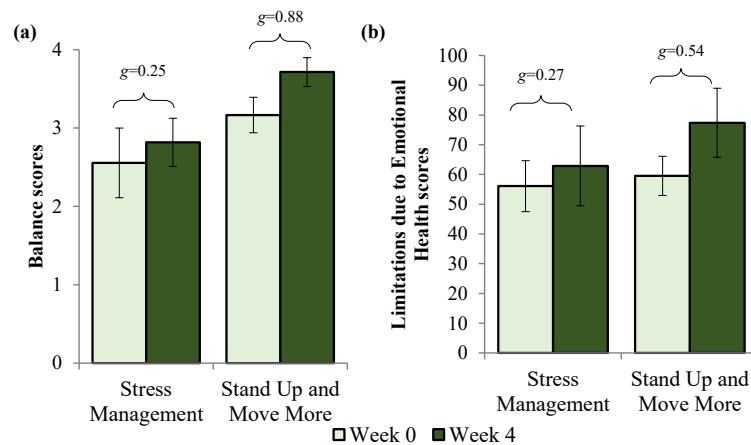 (a)
g=0.88
g=0.25
Balance scores
4
3
2
1
0
Stress
Management
Stand Up and
Move More
(b)
g=0.54
g=0.27
Limitations due to Emotional
Health scores
100
90
80
70
60
50
40
30
20
10
0
Stress
Management
Stand Up and
Move More
Week 0
Week 4